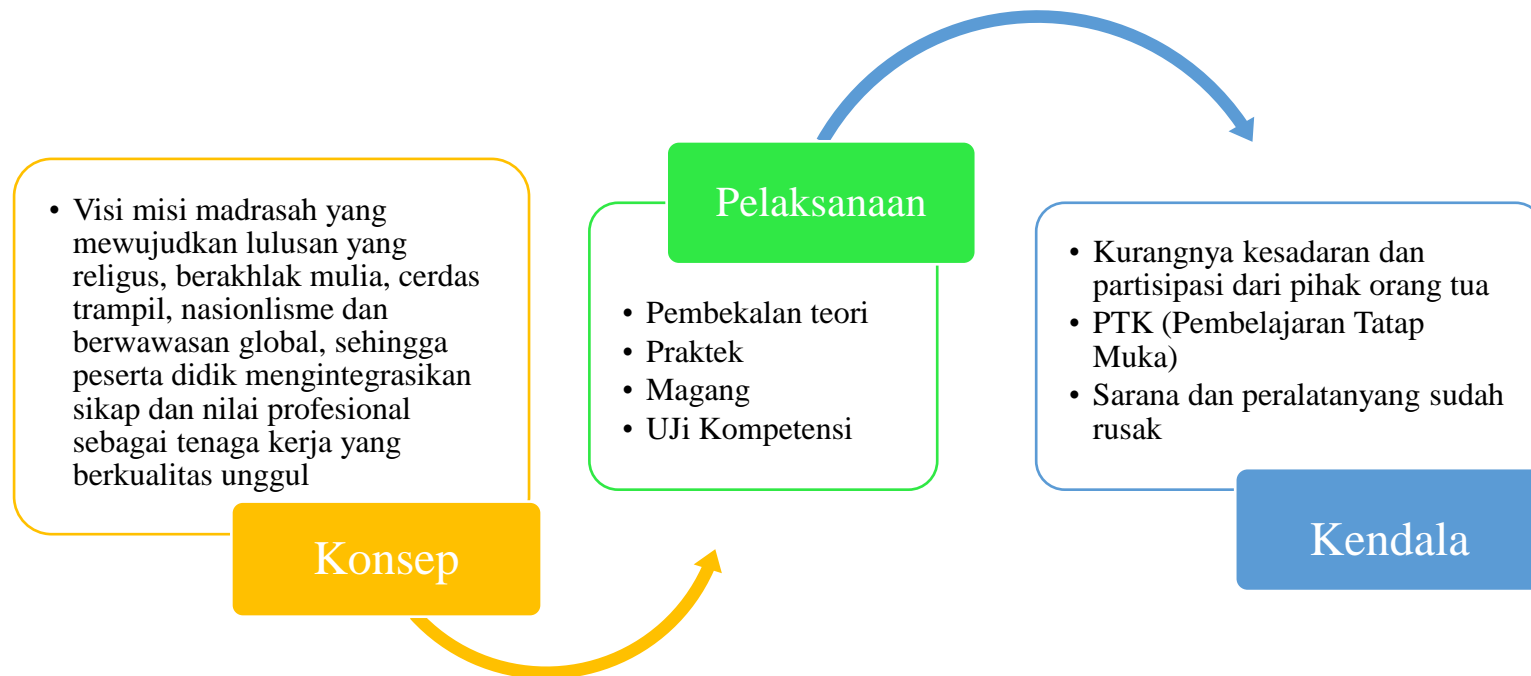 • Visi misi madrasah yang
mewujudkan lulusan yang
religus, berakhlak mulia, cerdas
trampil, nasionlisme dan
berwawasan global, sehingga
peserta didik mengintegrasikan
sikap dan nilai profesional
sebagai tenaga kerja yang
berkualitas unggul
Konsep
Pelaksanaan
• Pembekalan teori
• Praktek
• Magang
• UJi Kompetensi
• Kurangnya kesadaran dan
partisipasi dari pihak orang tua
• PTK (Pembelajaran Tatap
Muka)
• Sarana dan peralatanyang sudah
rusak
Kendala